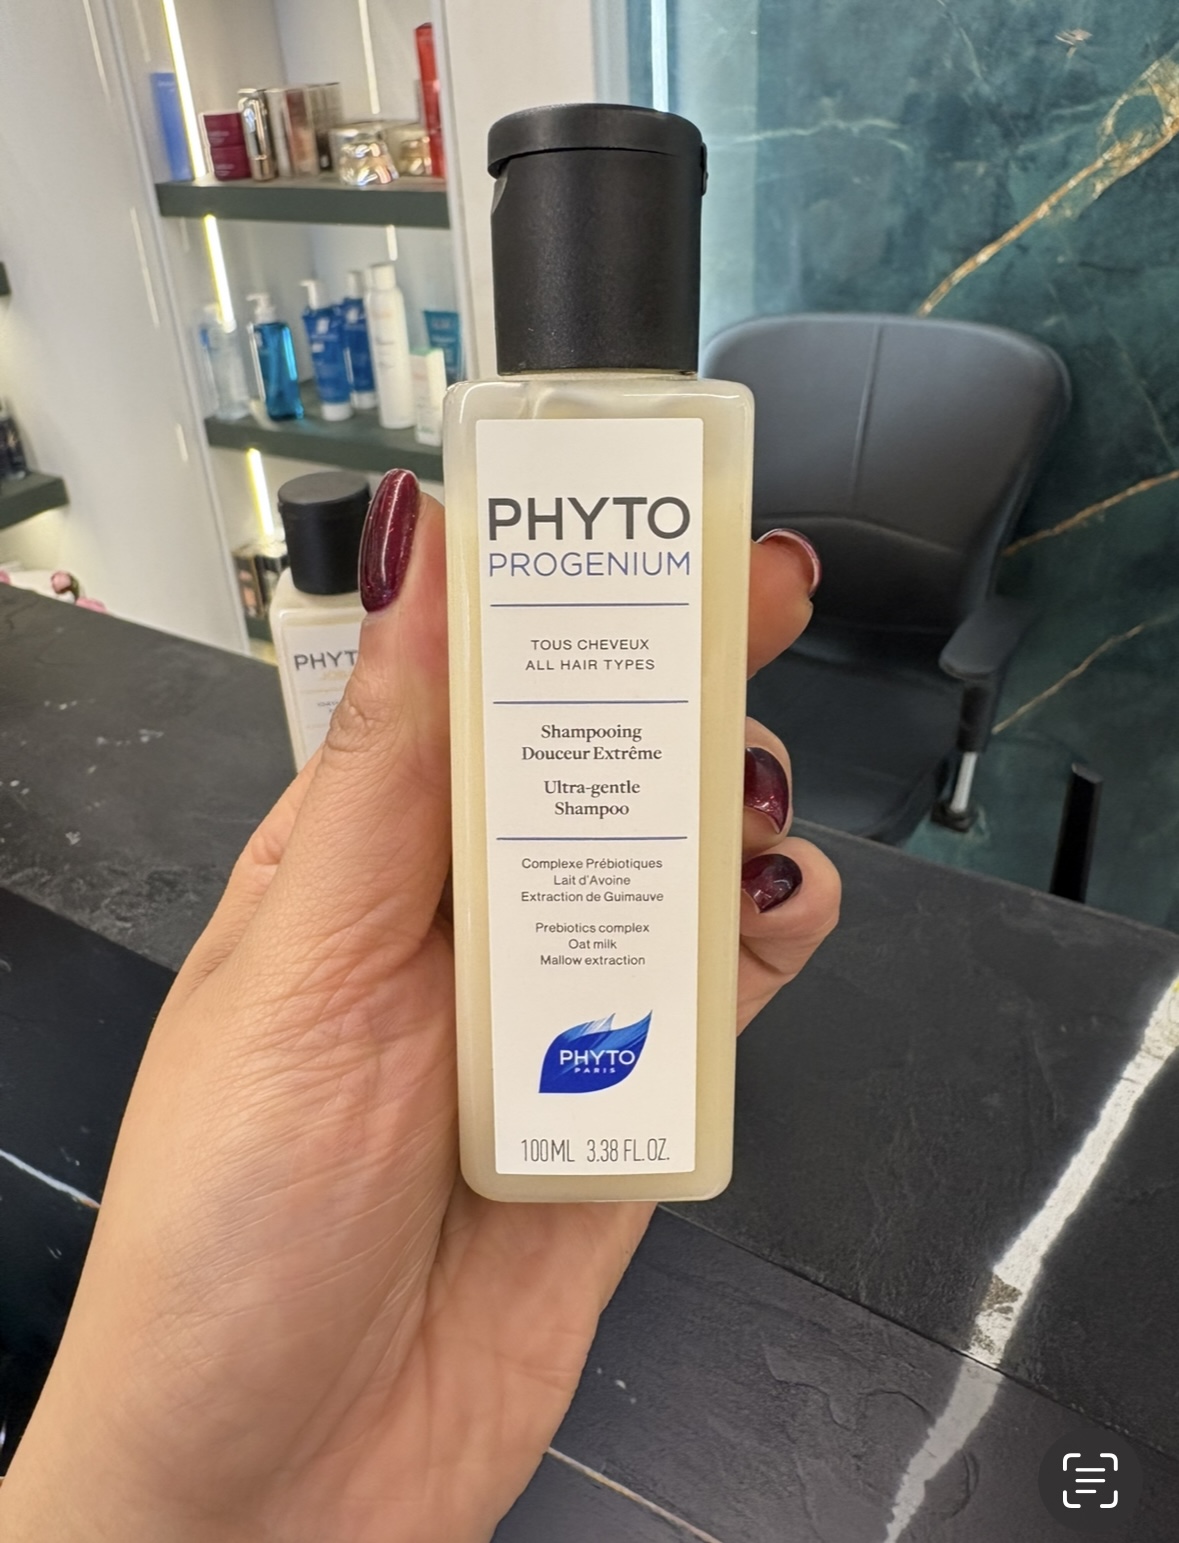 PHYTO
PROGENIUM
TOUS CHEVEUX
ALL HAIR TYPES
Shampooing
Douceur Extrême
Ultra-gentle
Shampoo
Complexe Prébiotiques
Lait d'Avoine
Extraction de Guimauve
Prebiotics complex
Oat milk
Mallow extraction
PHYTO
PARIS
100ML 3.38 FL.OZ.
PHYT